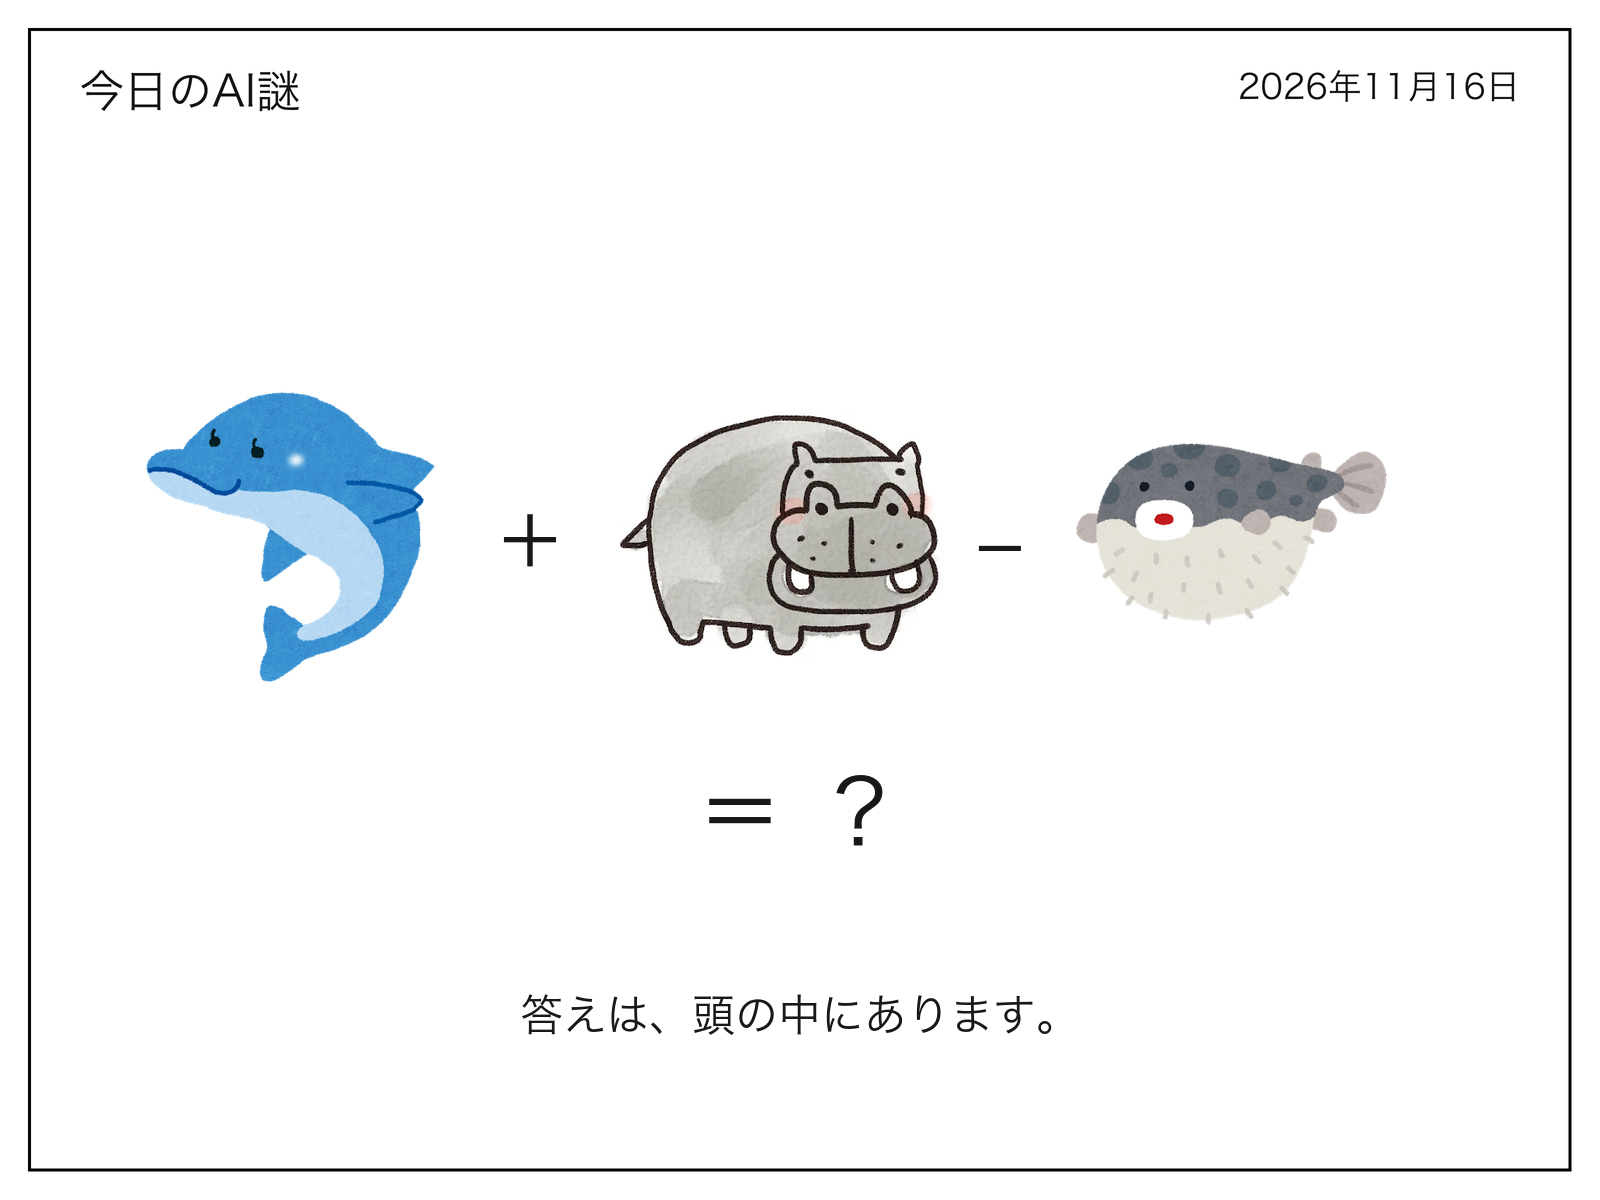 今日のAI謎
2026年11月16日
+ −
= ?
答えは、頭の中にあります。